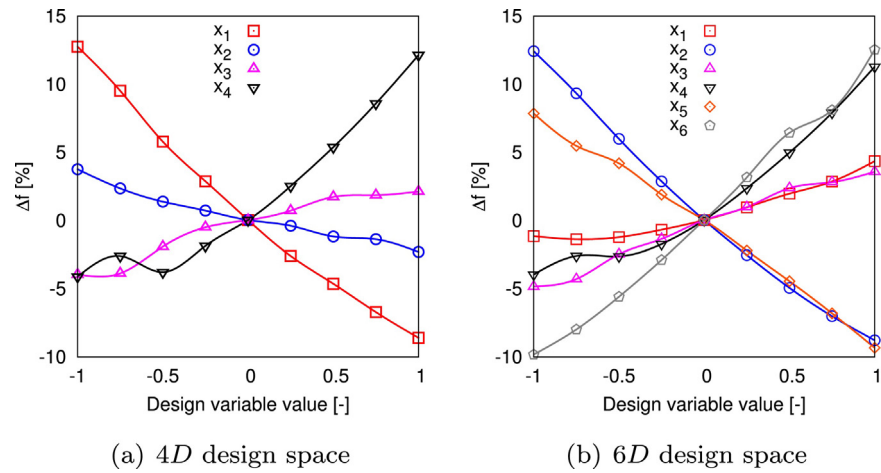 15
10
5
0
-5
-10
Δf [%]
x1
x2
x3
x4
-1 -0.5 0 0.5 1
Design variable value [-]
(a) 4D design space
15
10
5
0
-5
-10
Δf [%]
x1
x2
x3
x4
x5
x6
-1 -0.5 0 0.5 1
Design variable value [-]
(b) 6D design space